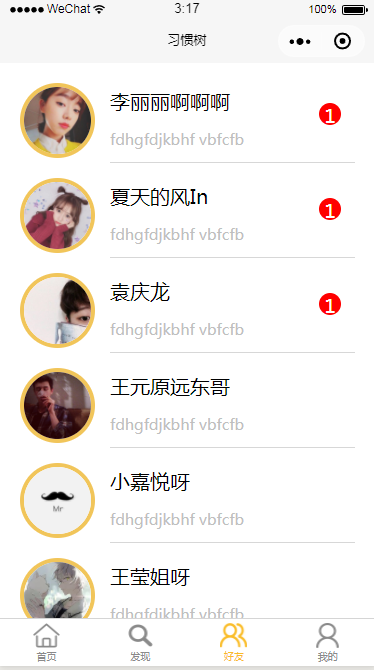 WeChat 3:17 100%
习惯树
李丽丽啊啊啊
1
fdhgfdjkbhf vbfcfb
夏天的风In
1
fdhgfdjkbhf vbfcfb
袁庆龙
1
fdhgfdjkbhf vbfcfb
王元原远东哥
fdhgfdjkbhf vbfcfb
Mr
小嘉悦呀
fdhgfdjkbhf vbfcfb
王莹姐呀
fdhgfdjkbhf vbfcfb
首页 发现 好友 我的